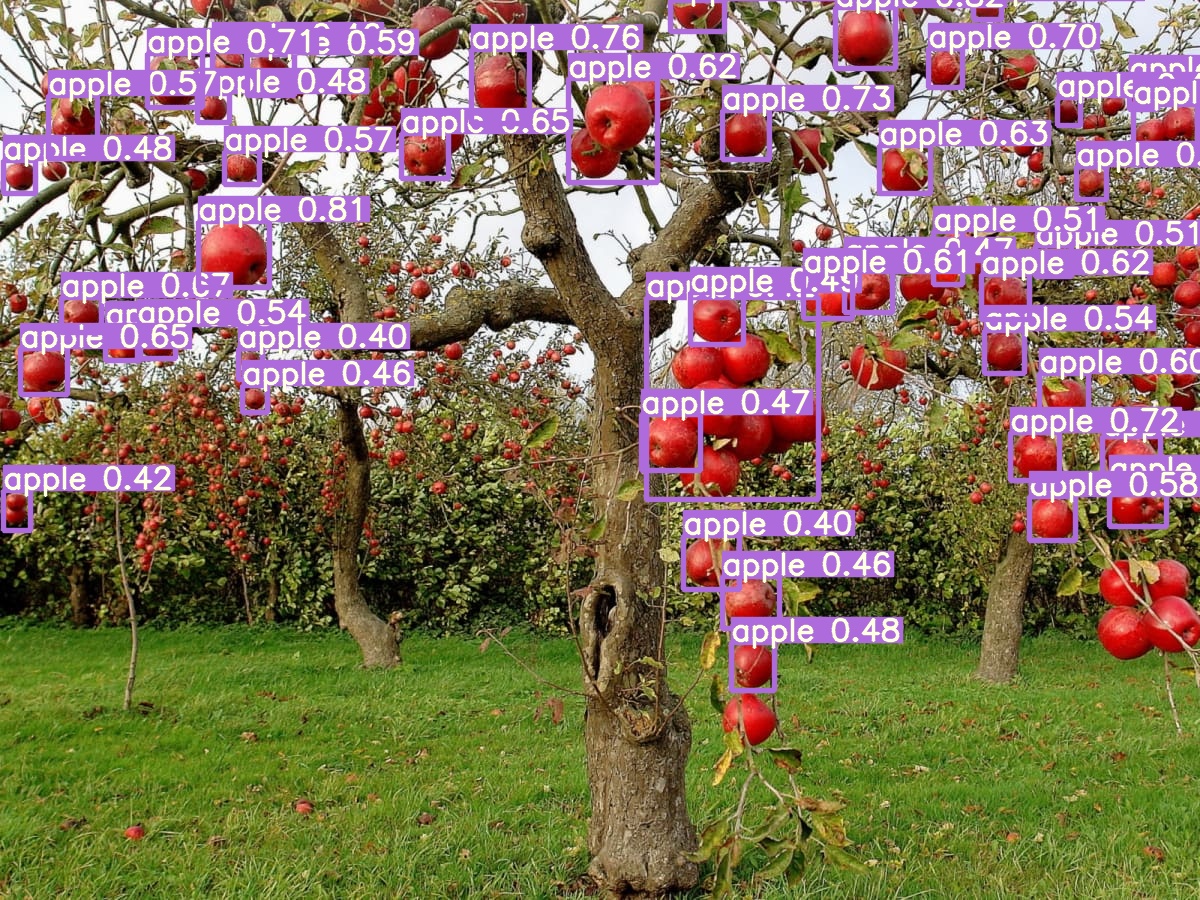 apple 0.82
apple 0.71
0.59
apple 0.76
apple 0.70
apple 0.62
apple 0.57
apple 0.48
apple 0.73
apple 0.65
apple 0.57
apple 0.63
apple 0.48
apple 0.
apple 0.81
apple 0.51
apple 0.51
apple 0.47
apple 0.61
apple 0.62
apple 0.67
apple 0.49
apple 0.54
apple 0.54
apple 0.65
apple 0.40
apple 0.46
apple 0.60
apple 0.47
apple 0.72
apple 0.42
apple
apple 0.58
apple 0.40
apple 0.46
apple 0.48